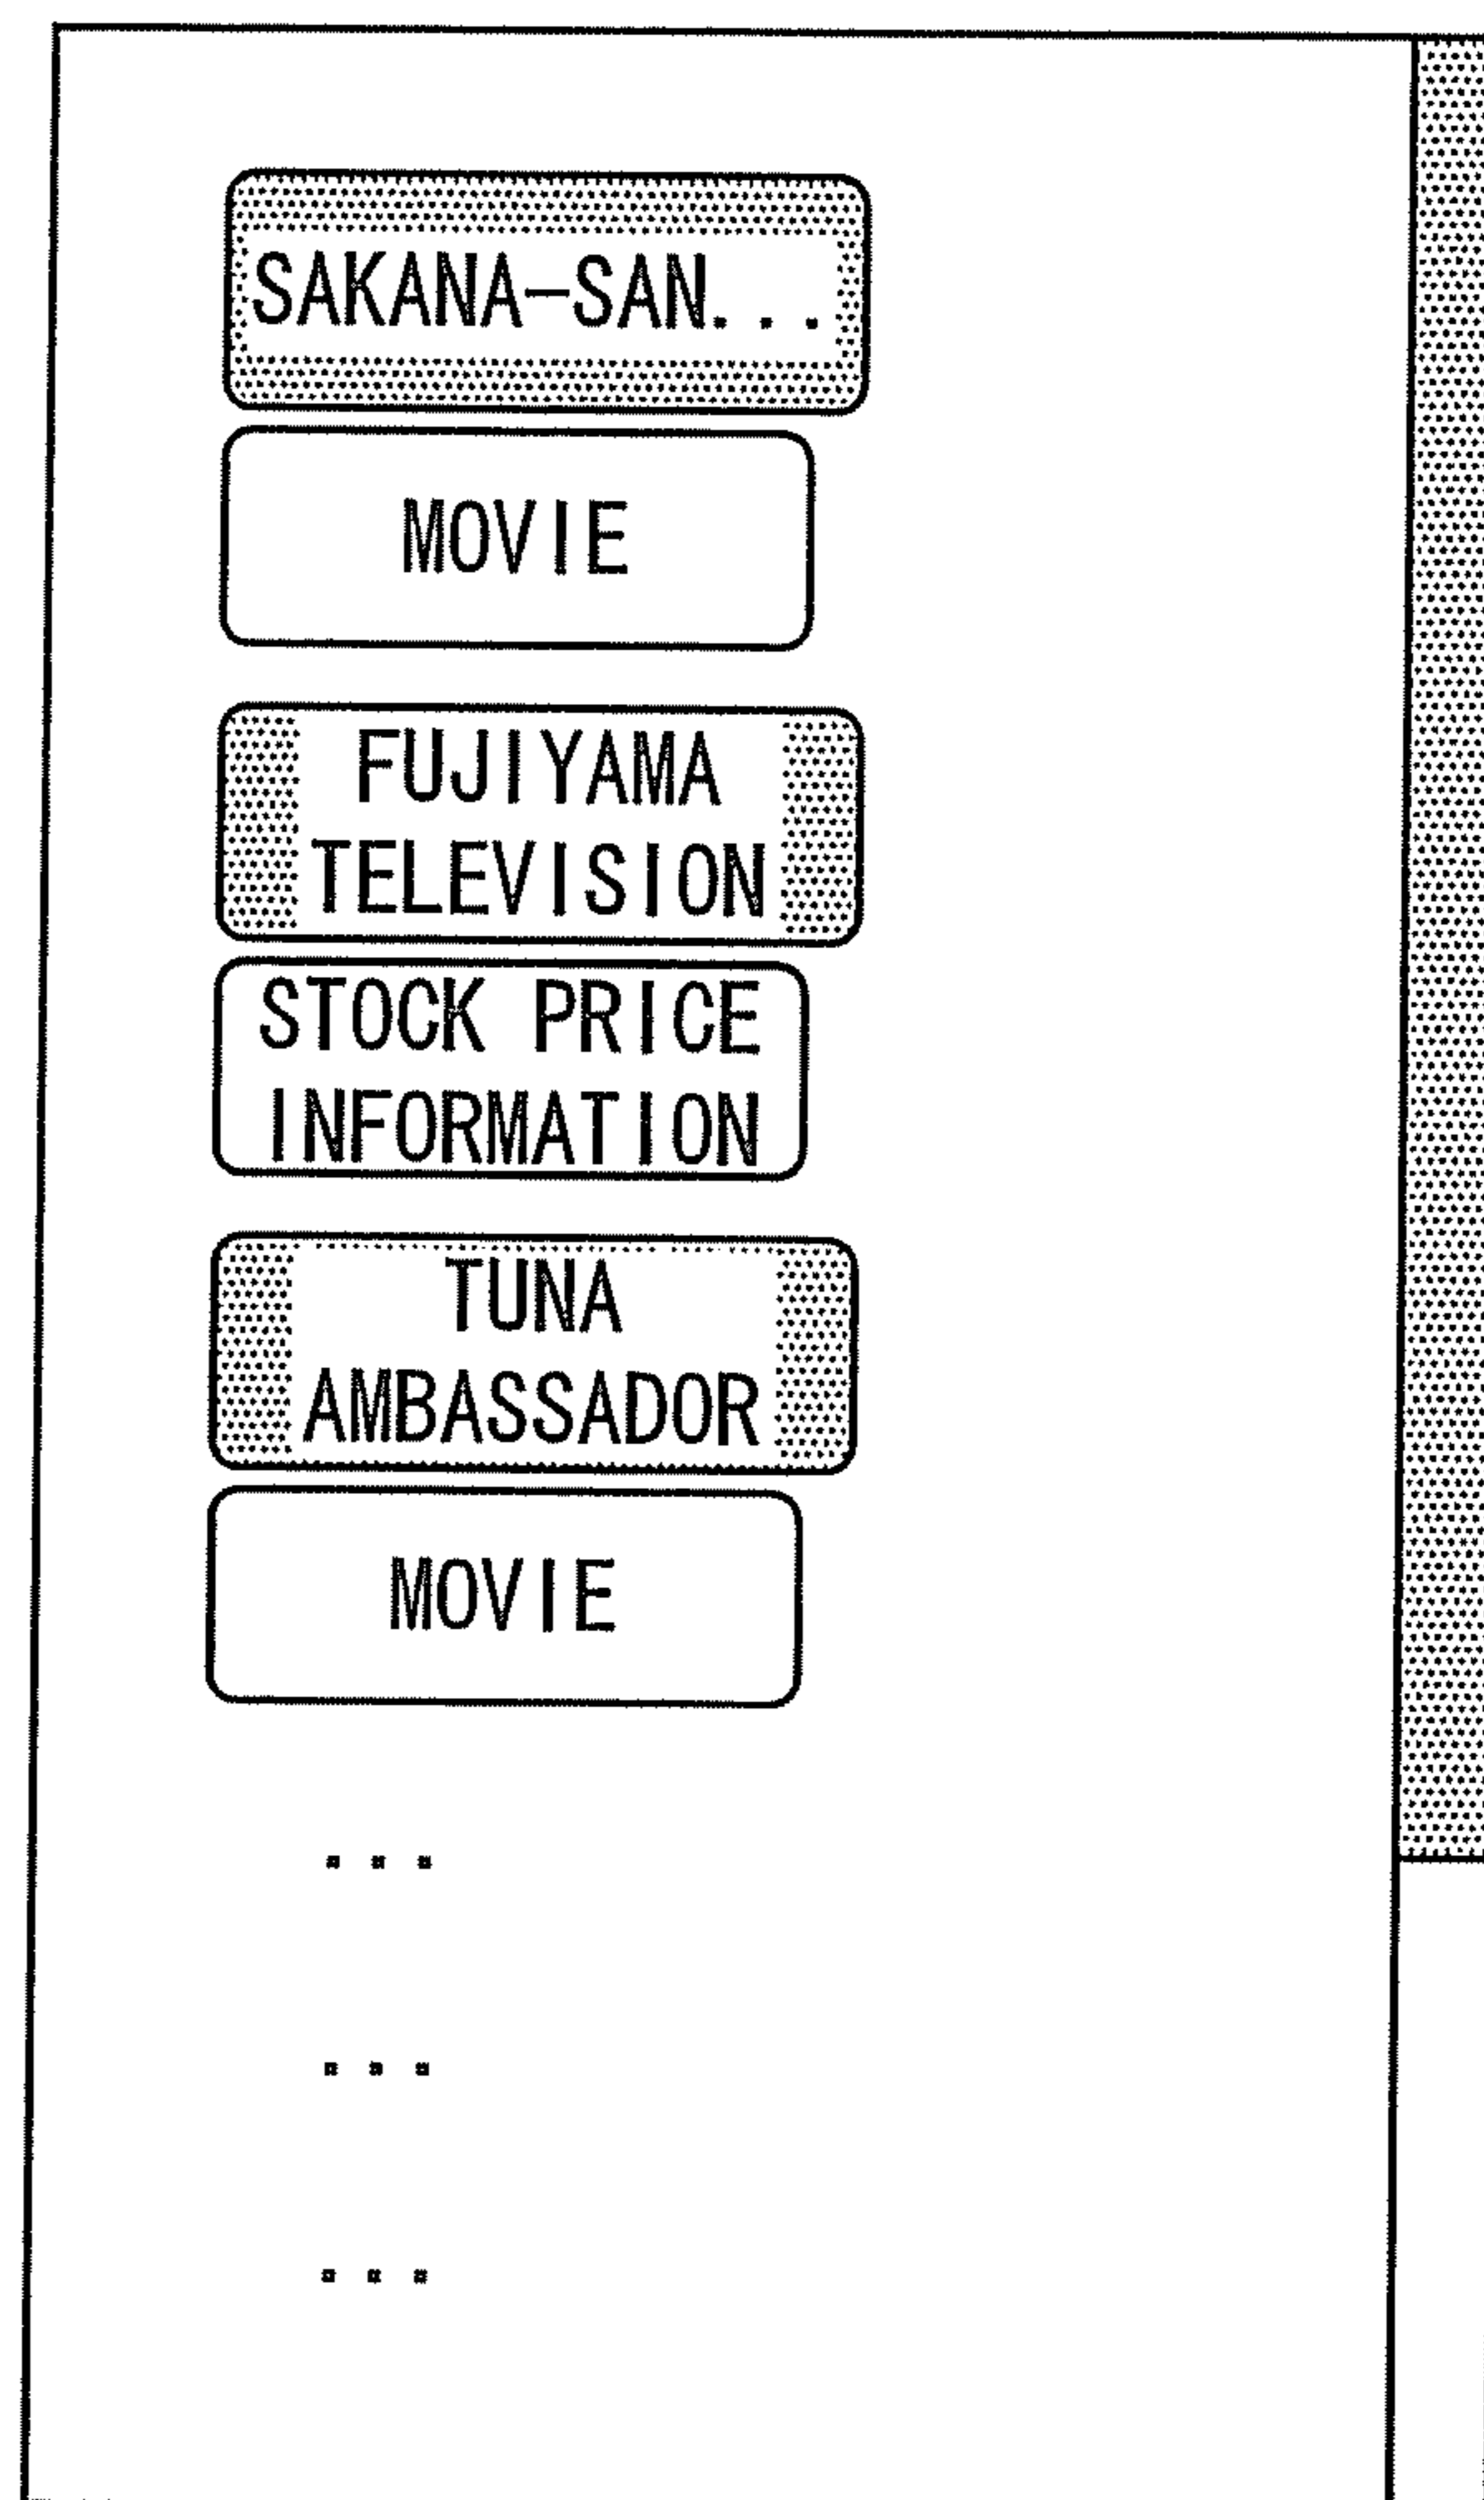 SAKANA-SAN...
MOVIE
FUJIYAMA
TELEVISION
STOCK PRICE
INFORMATION
TUNA
AMBASSADOR
MOVIE
...
...
...